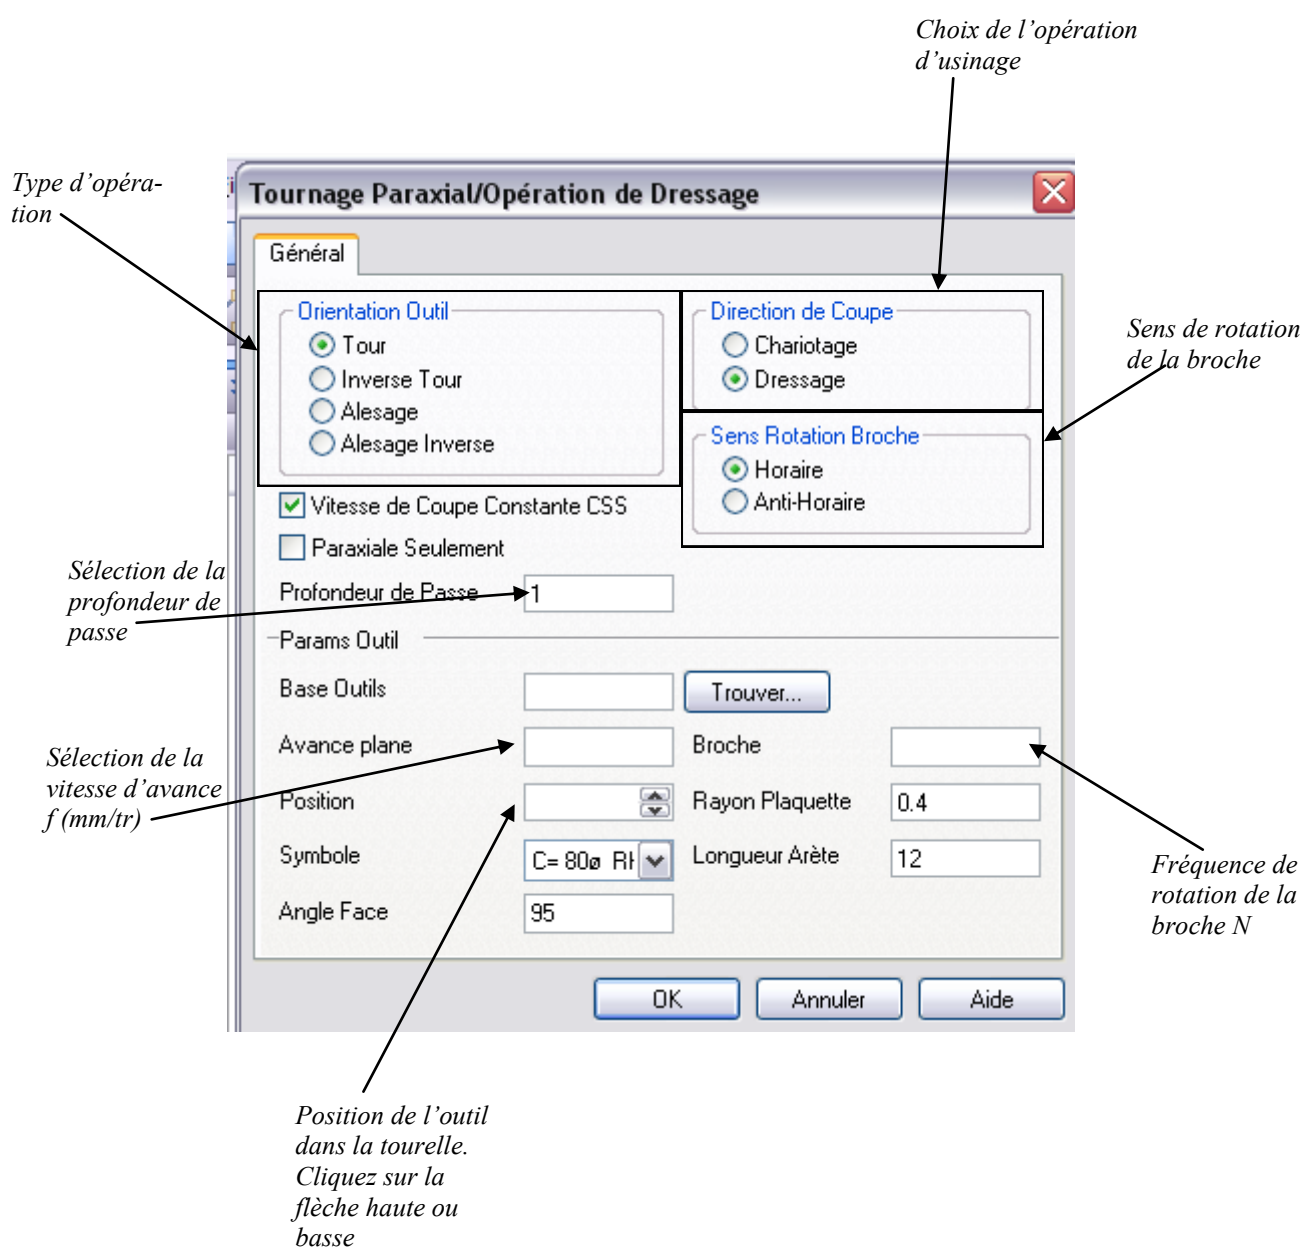 Choix de l'opération
d'usinage
Type d'opéra-
tion
Tournage Paraxial/Opération de Dressage
Général
Orientation Outil
Tour
Inverse Tour
Alesage
Alesage Inverse
Direction de Coupe
Chariotage
Dressage
Sens de rotation
de la broche
Sens Rotation Broche
Horaire
Anti-Horaire
Vitesse de Coupe Constante CSS
Paraxiale Seulement
Sélection de la
profondeur de
passe
Profondeur de Passe 1
Params Outil
Base Outils Trouver...
Avance plane Broche
Sélection de la
vitesse d'avance
f (mm/tr)
Position Rayon Plaquette 0.4
Symbole C= 80ø Longueur Arète 12
Angle Face 95
Fréquence de
rotation de la
broche N
OK Annuler Aide
Position de l'outil
dans la tourelle.
Cliquez sur la
flèche haute ou
basse